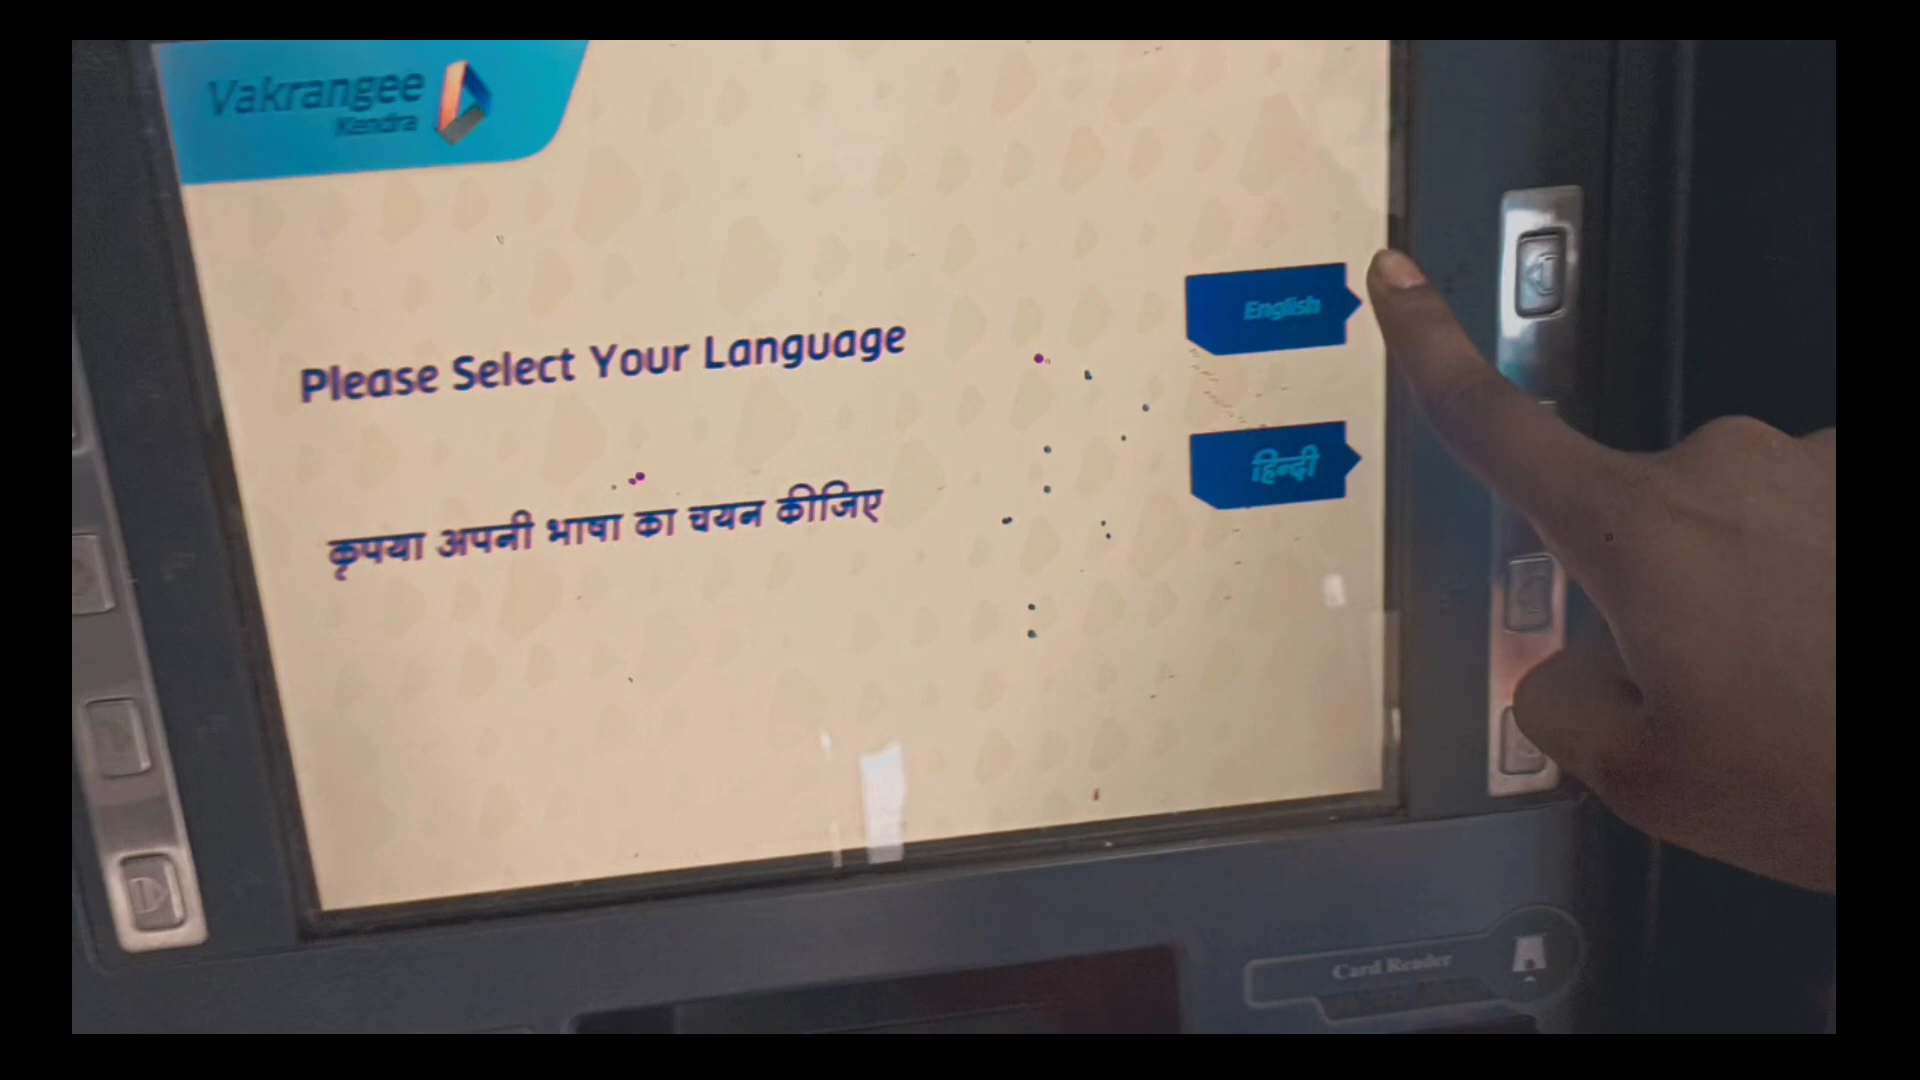 Vakrangee
Kendra
Please Select Your Language
English
कृपया अपनी भाषा का चयन कीजिए
हिन्दी
Card Reader